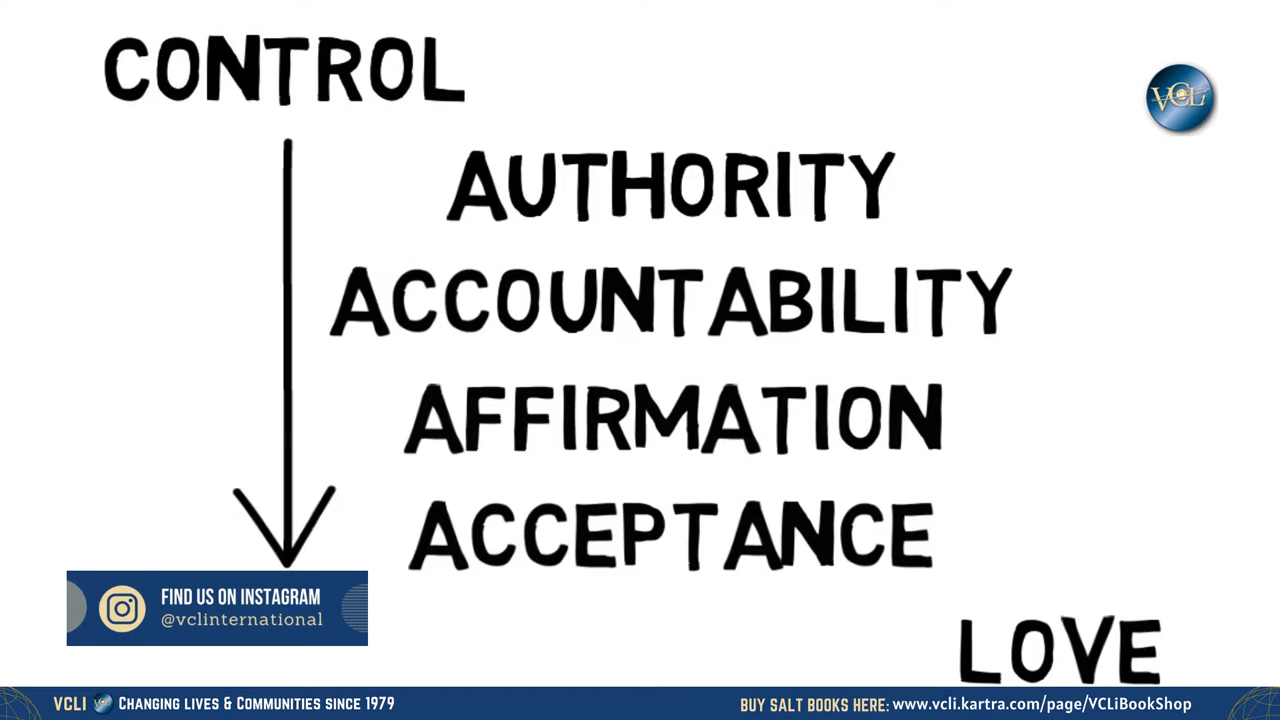 CONTROL
VCLi
AUTHORITY
ACCOUNTABILITY
AFFIRMATION
ACCEPTANCE
FIND US ON INSTAGRAM
@vclinternational
LOVE
VCLI CHANGING LIVES & COMMUNITIES SINCE 1979
BUY SALT BOOKS HERE: www.vcli.kartra.com/page/VCLiBookShop